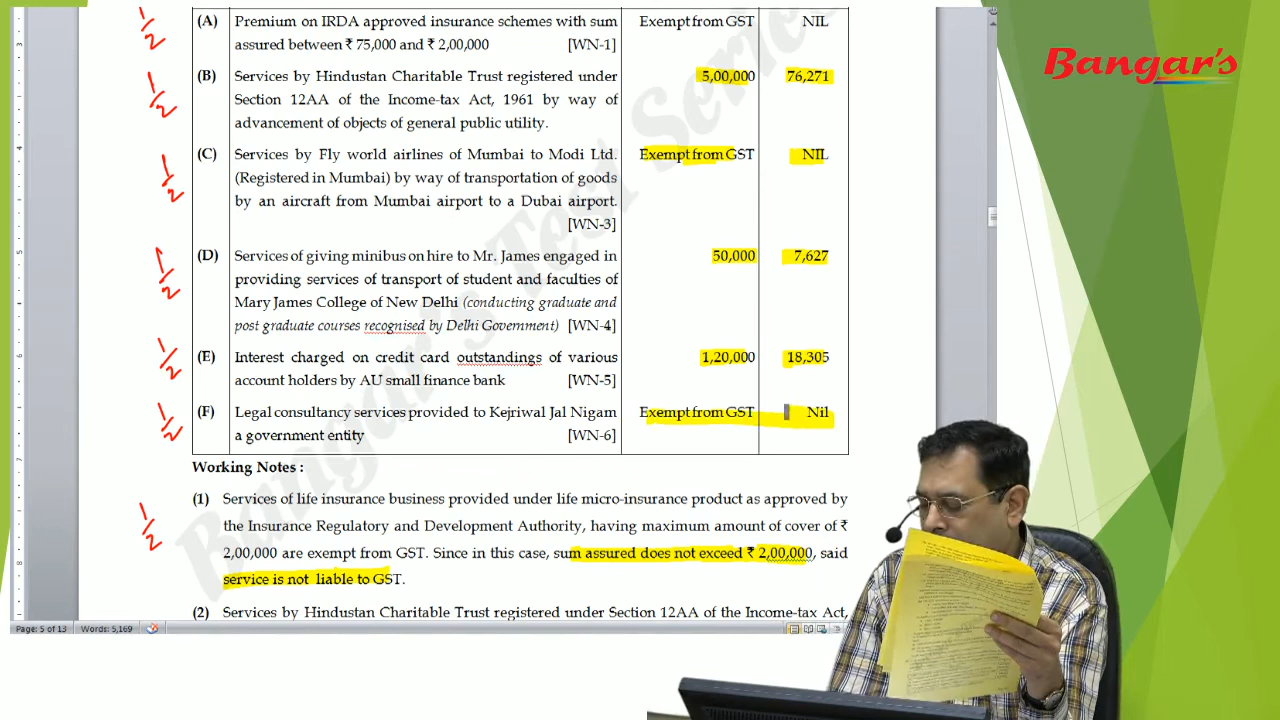 1/2 (A) Premium on IRDA approved insurance schemes with sum Exempt from GST NIL
assured between ₹ 75,000 and ₹ 2,00,000 [WN-1]
1/2 (B) Services by Hindustan Charitable Trust registered under 5,00,000 76,271
Section 12AA of the Income-tax Act, 1961 by way of
advancement of objects of general public utility.
1/2 (C) Services by Fly world airlines of Mumbai to Modi Ltd. Exempt from GST NIL
(Registered in Mumbai) by way of transportation of goods
by an aircraft from Mumbai airport to a Dubai airport.
[WN-3]
1/2 (D) Services of giving minibus on hire to Mr. James engaged in 50,000 7,627
providing services of transport of student and faculties of
Mary James College of New Delhi (conducting graduate and
post graduate courses recognised by Delhi Government) [WN-4]
1/2 (E) Interest charged on credit card outstandings of various 1,20,000 18,305
account holders by AU small finance bank [WN-5]
1/2 (F) Legal consultancy services provided to Kejriwal Jal Nigam Exempt from GST Nil
a government entity [WN-6]
Working Notes :
1/2 (1) Services of life insurance business provided under life micro-insurance product as approved by
the Insurance Regulatory and Development Authority, having maximum amount of cover of ₹
2,00,000 are exempt from GST. Since in this case, sum assured does not exceed ₹ 2,00,000, said
service is not liable to GST.
(2) Services by Hindustan Charitable Trust registered under Section 12AA of the Income-tax Act,
Page: 5 of 13 Words: 5,169
Bangar's
Bangar's Test Series